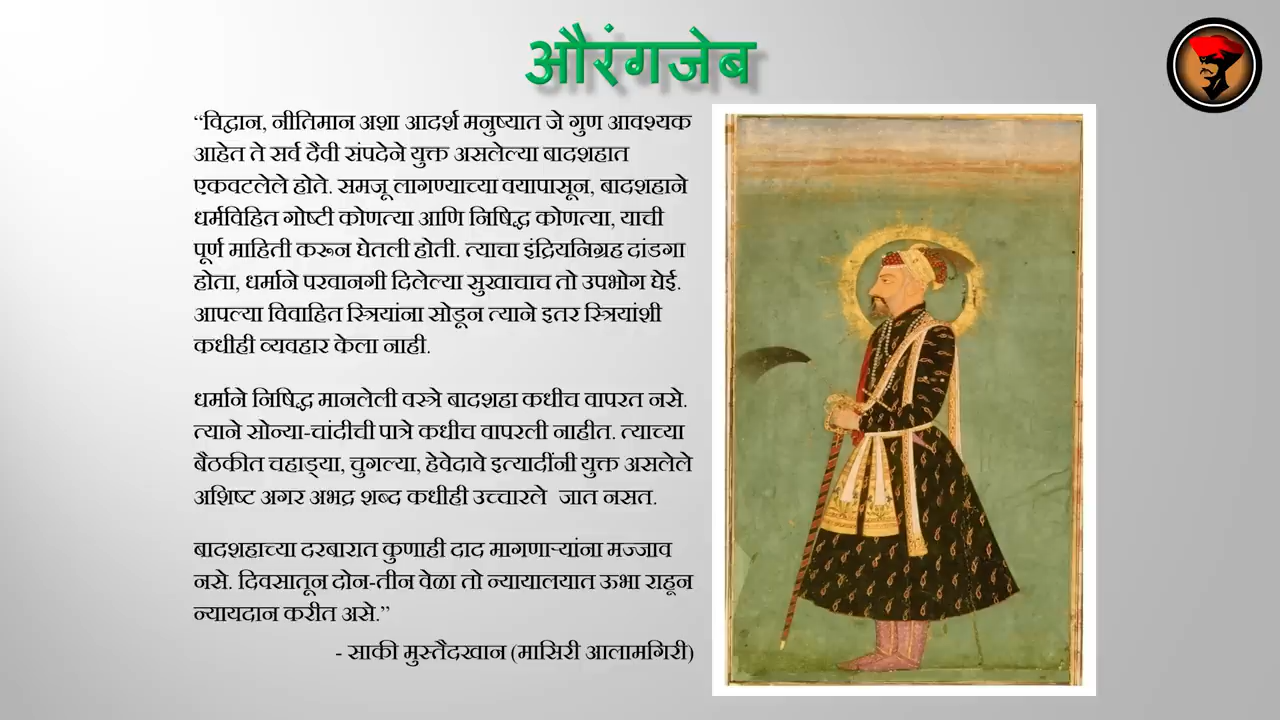 औरंगजेब
“विद्वान, नीतिमान अशा आदर्श मनुष्यात जे गुण आवश्यक
आहेत ते सर्व दैवी संपदेने युक्त असलेल्या बादशहात
एकवटलेले होते. समजू लागण्याच्या वयापासून, बादशहाने
धर्मविहित गोष्टी कोणत्या आणि निषिद्ध कोणत्या, याची
पूर्ण माहिती करून घेतली होती. त्याचा इंद्रियनिग्रह दांडगा
होता, धर्माने परवानगी दिलेल्या सुखाचाच तो उपभोग घेई.
आपल्या विवाहित स्त्रियांना सोडून त्याने इतर स्त्रियांशी
कधीही व्यवहार केला नाही.
धर्माने निषिद्ध मानलेली वस्त्रे बादशहा कधीच वापरत नसे.
त्याने सोन्या-चांदीची पात्रे कधीच वापरली नाहीत. त्याच्या
बैठकीत चहाड्या, चुगल्या, हेवेदावे इत्यादींनी युक्त असलेले
अशिष्ट अगर अभद्र शब्द कधीही उच्चारले  जात नसत.
बादशहाच्या दरबारात कुणाही दाद मागणाऱ्यांना मज्जाव
नसे. दिवसातून दोन-तीन वेळा तो न्यायालयात ऊभा राहून
न्यायदान करीत असे.”
- साकी मुस्तैदखान (मासिरी आलामगिरी)